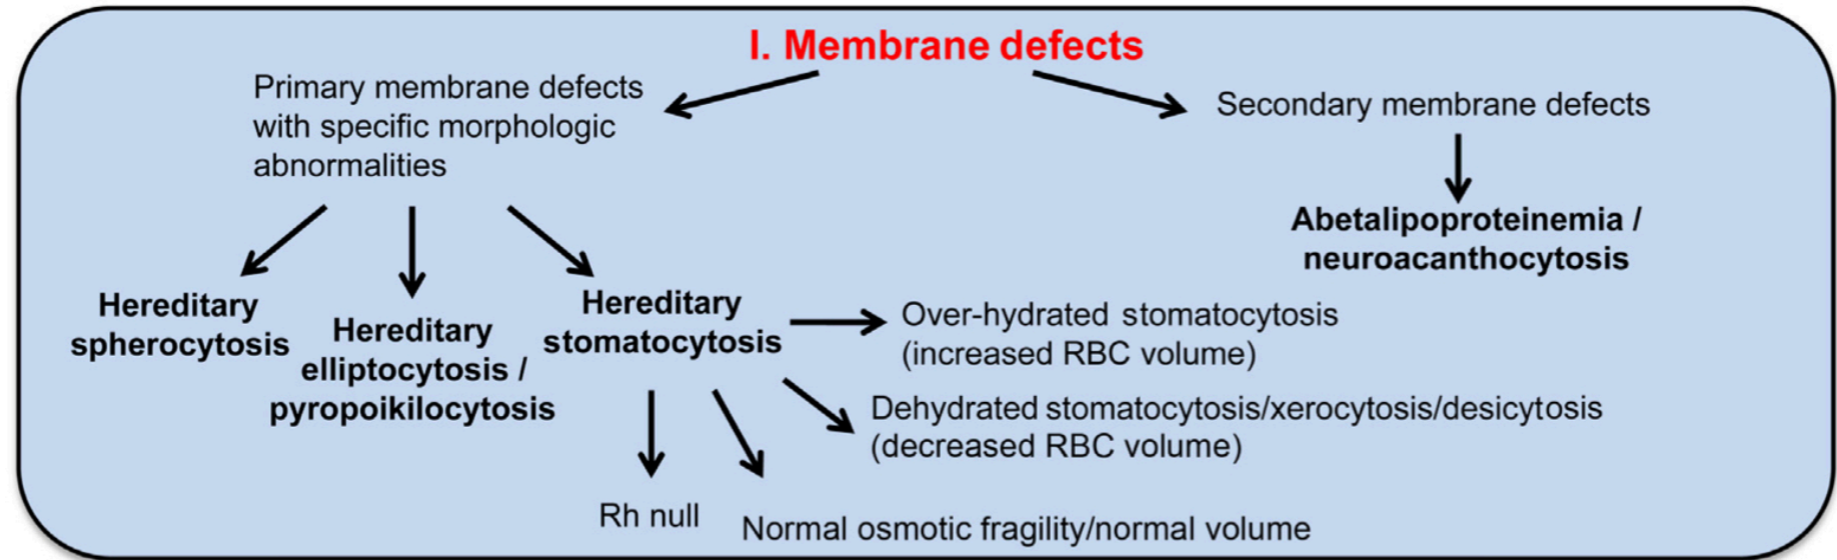 I. Membrane defects
Primary membrane defects
with specific morphologic
abnormalities
Secondary membrane defects
Abetalipoproteinemia /
neuroacanthocytosis
Hereditary
spherocytosis
Hereditary
elliptocytosis /
pyropoikilocytosis
Hereditary
stomatocytosis
Over-hydrated stomatocytosis
(increased RBC volume)
Dehydrated stomatocytosis/xerocytosis/desicytosis
(decreased RBC volume)
Rh null
Normal osmotic fragility/normal volume